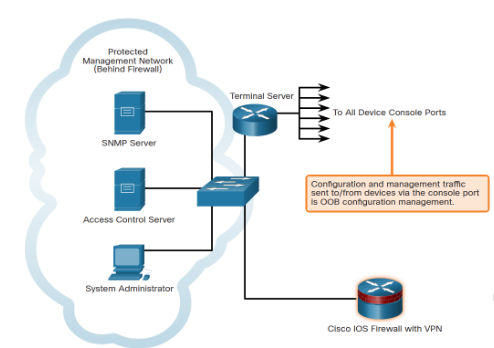 Protected
Management Network
(Behind Firewall)
Terminal Server
To All Device Console Ports
SNMP Server
Configuration and management traffic
sent to/from devices via the console port
is OOB configuration management.
Access Control Server
System Administrator
Cisco IOS Firewall with VPN